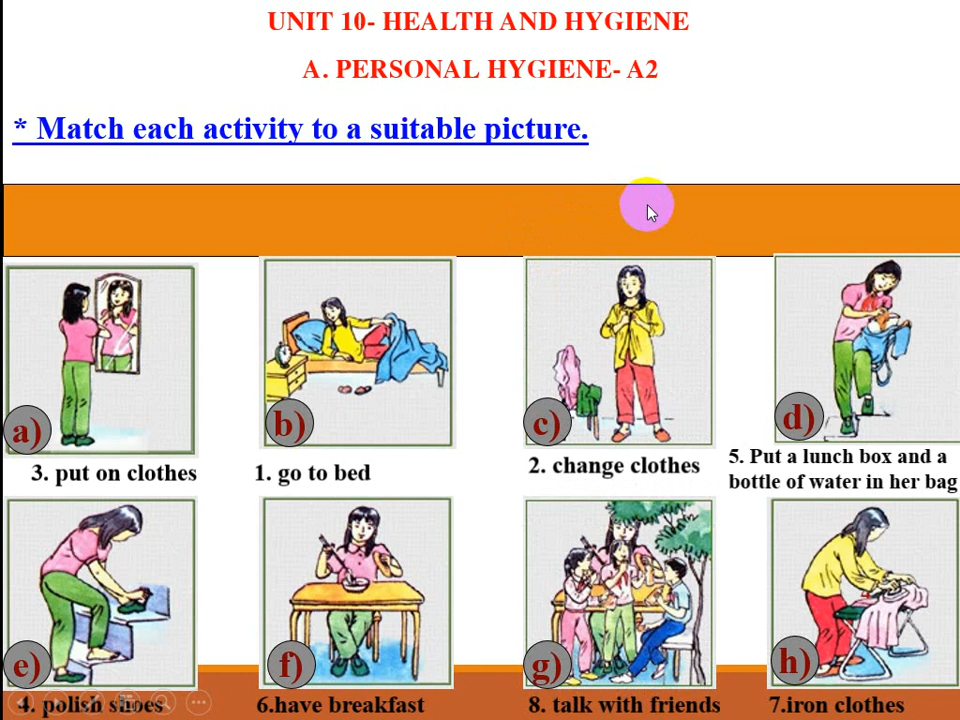 UNIT 10- HEALTH AND HYGIENE
A. PERSONAL HYGIENE- A2
* Match each activity to a suitable picture.
a)
b)
c)
d)
3. put on clothes
1. go to bed
2. change clothes
5. Put a lunch box and a
bottle of water in her bag
e)
f)
g)
h)
4. polish shoes
6.have breakfast
8. talk with friends
7.iron clothes